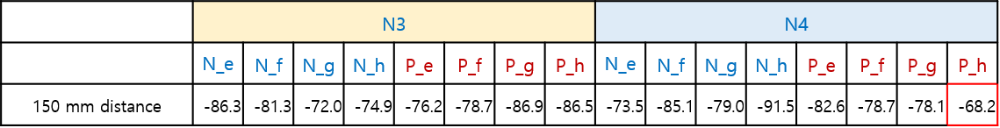 N3 N4
N_e N_f N_g N_h P_e P_f P_g P_h N_e N_f N_g N_h P_e P_f P_g P_h
150 mm distance -86.3 -81.3 -72.0 -74.9 -76.2 -78.7 -86.9 -86.5 -73.5 -85.1 -79.0 -91.5 -82.6 -78.7 -78.1 -68.2